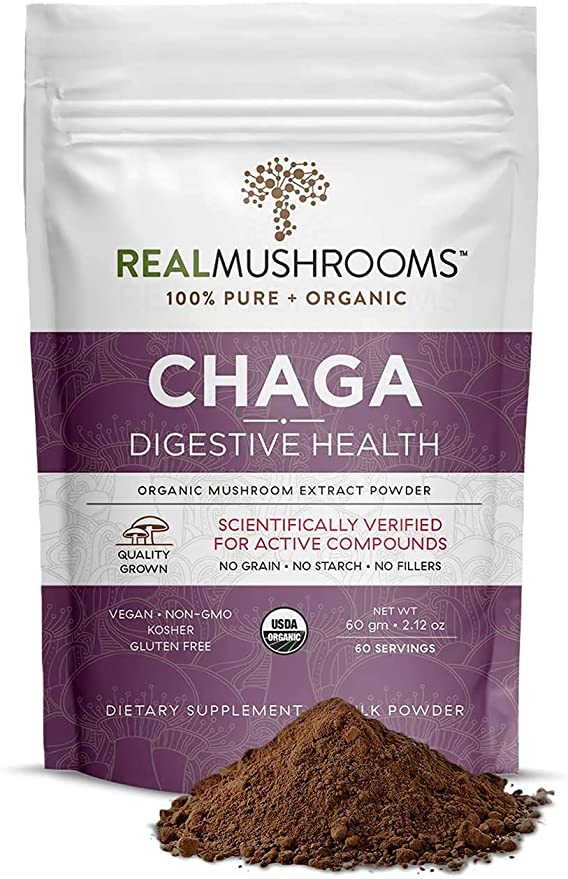 REALMUSHROOMS™
100% PURE + ORGANIC
CHAGA
DIGESTIVE HEALTH
ORGANIC MUSHROOM EXTRACT POWDER
QUALITY
GROWN
SCIENTIFICALLY VERIFIED
FOR ACTIVE COMPOUNDS
NO GRAIN • NO STARCH • NO FILLERS
VEGAN • NON-GMO
KOSHER
GLUTEN FREE
USDA
ORGANIC
NET WT
60 gm • 2.12 oz
60 SERVINGS
DIETARY SUPPLEMENT POWDER